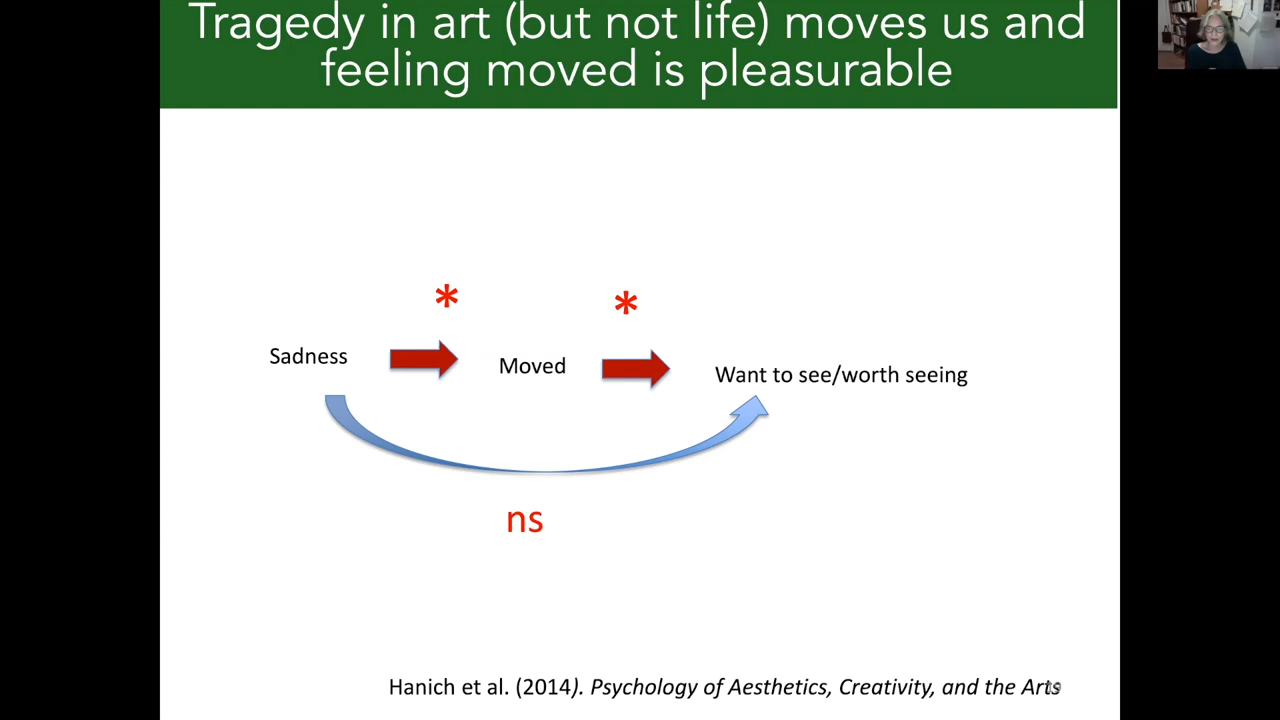 Tragedy in art (but not life) moves us and
feeling moved is pleasurable
*
*
Sadness
Moved
Want to see/worth seeing
ns
Hanich et al. (2014). Psychology of Aesthetics, Creativity, and the Arts
19